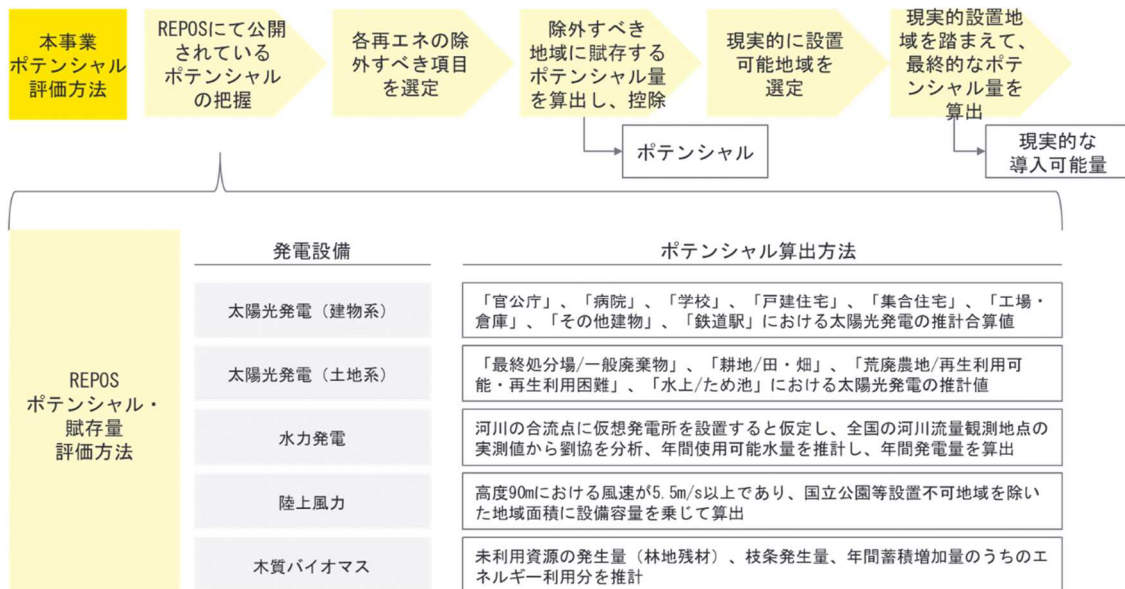 本事業
ポテンシャル
評価方法
REPOSにて公開
されている
ポテンシャル
の把握
各再エネの除
外すべき項目
を選定
除外すべき
地域に賦存する
ポテンシャル量
を算出し、控除
現実的に設置
可能地域を
選定
現実的設置地
域を踏まえて、
最終的なポテ
ンシャル量を
算出
ポテンシャル
現実的な
導入可能量
REPOS
ポテンシャル・
賦存量
評価方法
発電設備
ポテンシャル算出方法
太陽光発電（建物系）
「官公庁」、「病院」、「学校」、「戸建住宅」、「集合住宅」、「工場・
倉庫」、「その他建物」、「鉄道駅」における太陽光発電の推計合算値
太陽光発電（土地系）
「最終処分場/一般廃棄物」、「耕地/田・畑」、「荒廃農地/再生利用可
能・再生利用困難」、「水上/ため池」における太陽光発電の推計値
水力発電
河川の合流点に仮想発電所を設置すると仮定し、全国の河川流量観測地点の
実測値から劉協を分析、年間使用可能水量を推計し、年間発電量を算出
陸上風力
高度90mにおける風速が5.5m/s以上であり、国立公園等設置不可地域を除い
た地域面積に設備容量を乗じて算出
木質バイオマス
未利用資源の発生量（林地残材）、枝条発生量、年間蓄積増加量のうちのエ
ネルギー利用分を推計